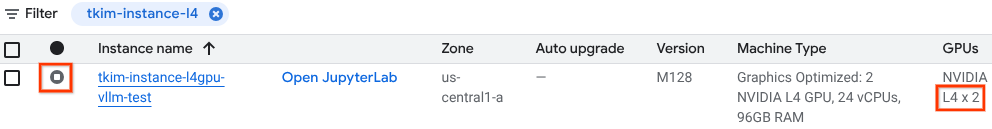 Filter tkim-instance-l4
Instance name Zone Auto upgrade Version Machine Type GPUs
tkim-instance-l4gpu- Open JupyterLab us- — M128 Graphics Optimized: 2 NVIDIA
vllm-test central1-a NVIDIA L4 GPU, 24 vCPUs, L4 x 2
96GB RAM